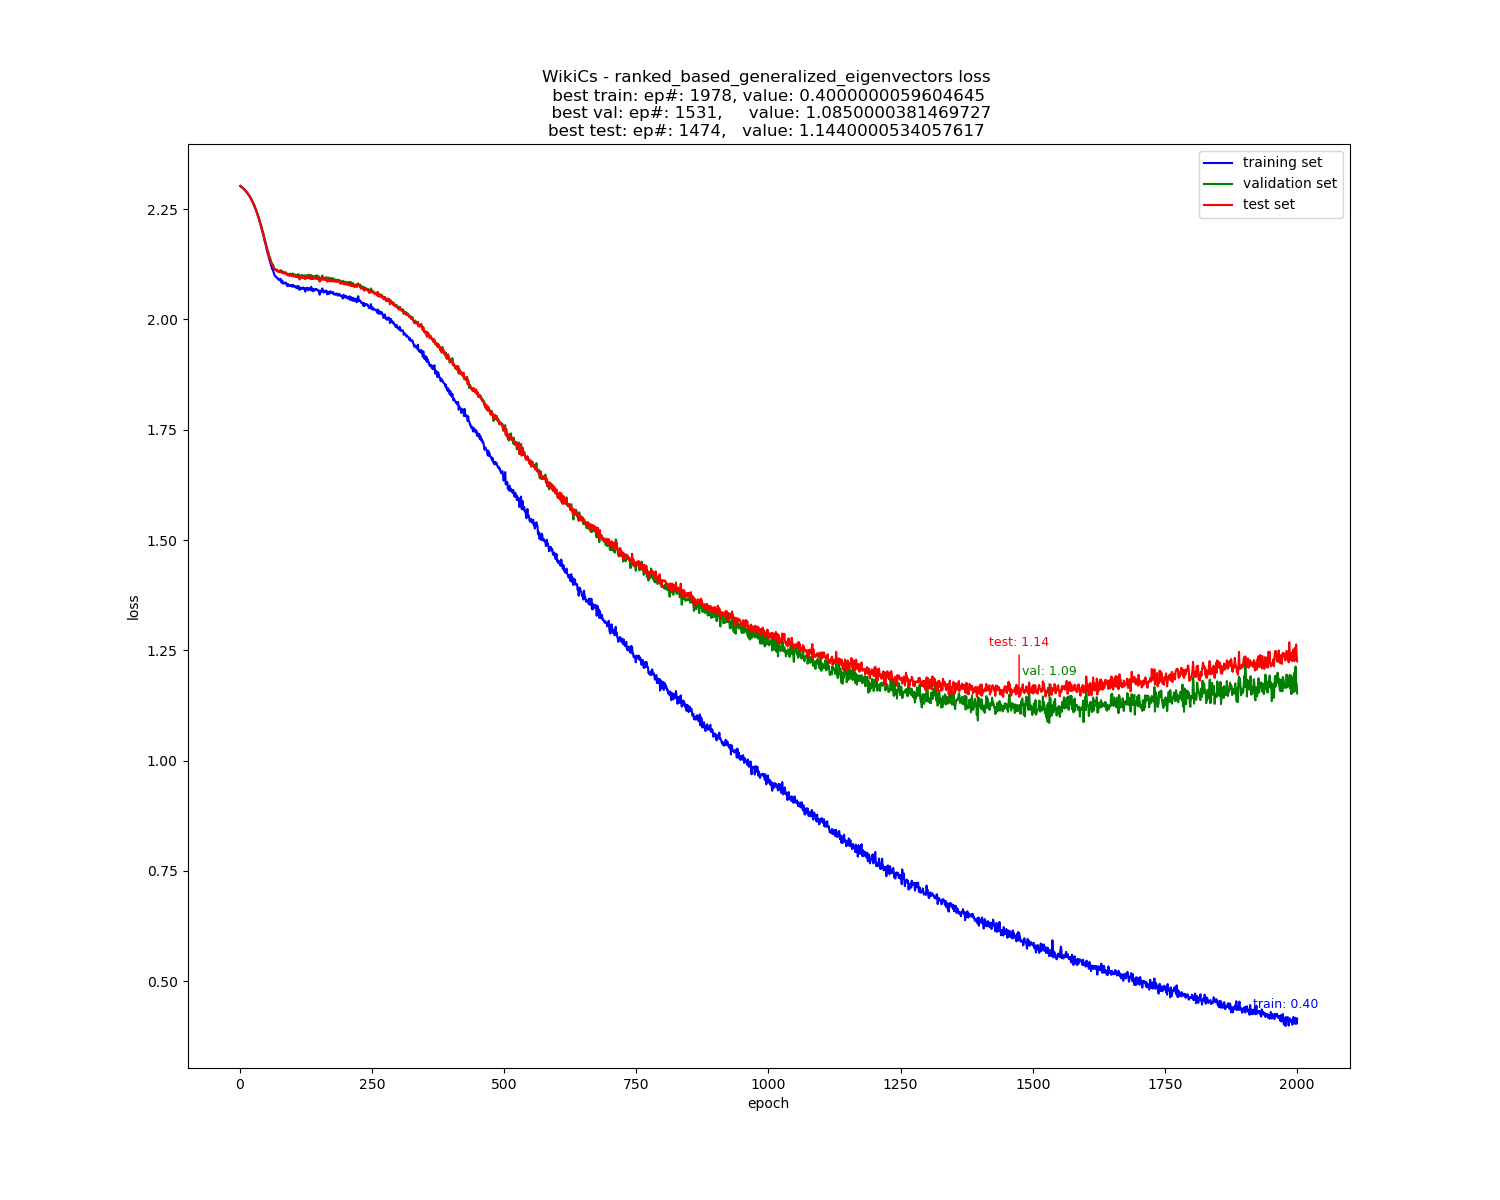 WikiCs - ranked_based_generalized_eigenvectors loss
best train: ep#: 1978, value: 0.4000000059604645
best val: ep#: 1531, value: 1.0850000381469727
best test: ep#: 1474, value: 1.1440000534057617
training set
validation set
test set
2.25
2.00
1.75
1.50
1.25
1.00
0.75
0.50
loss
test: 1.14
val: 1.09
train: 0.40
0
250
500
750
1000
1250
1500
1750
2000
epoch